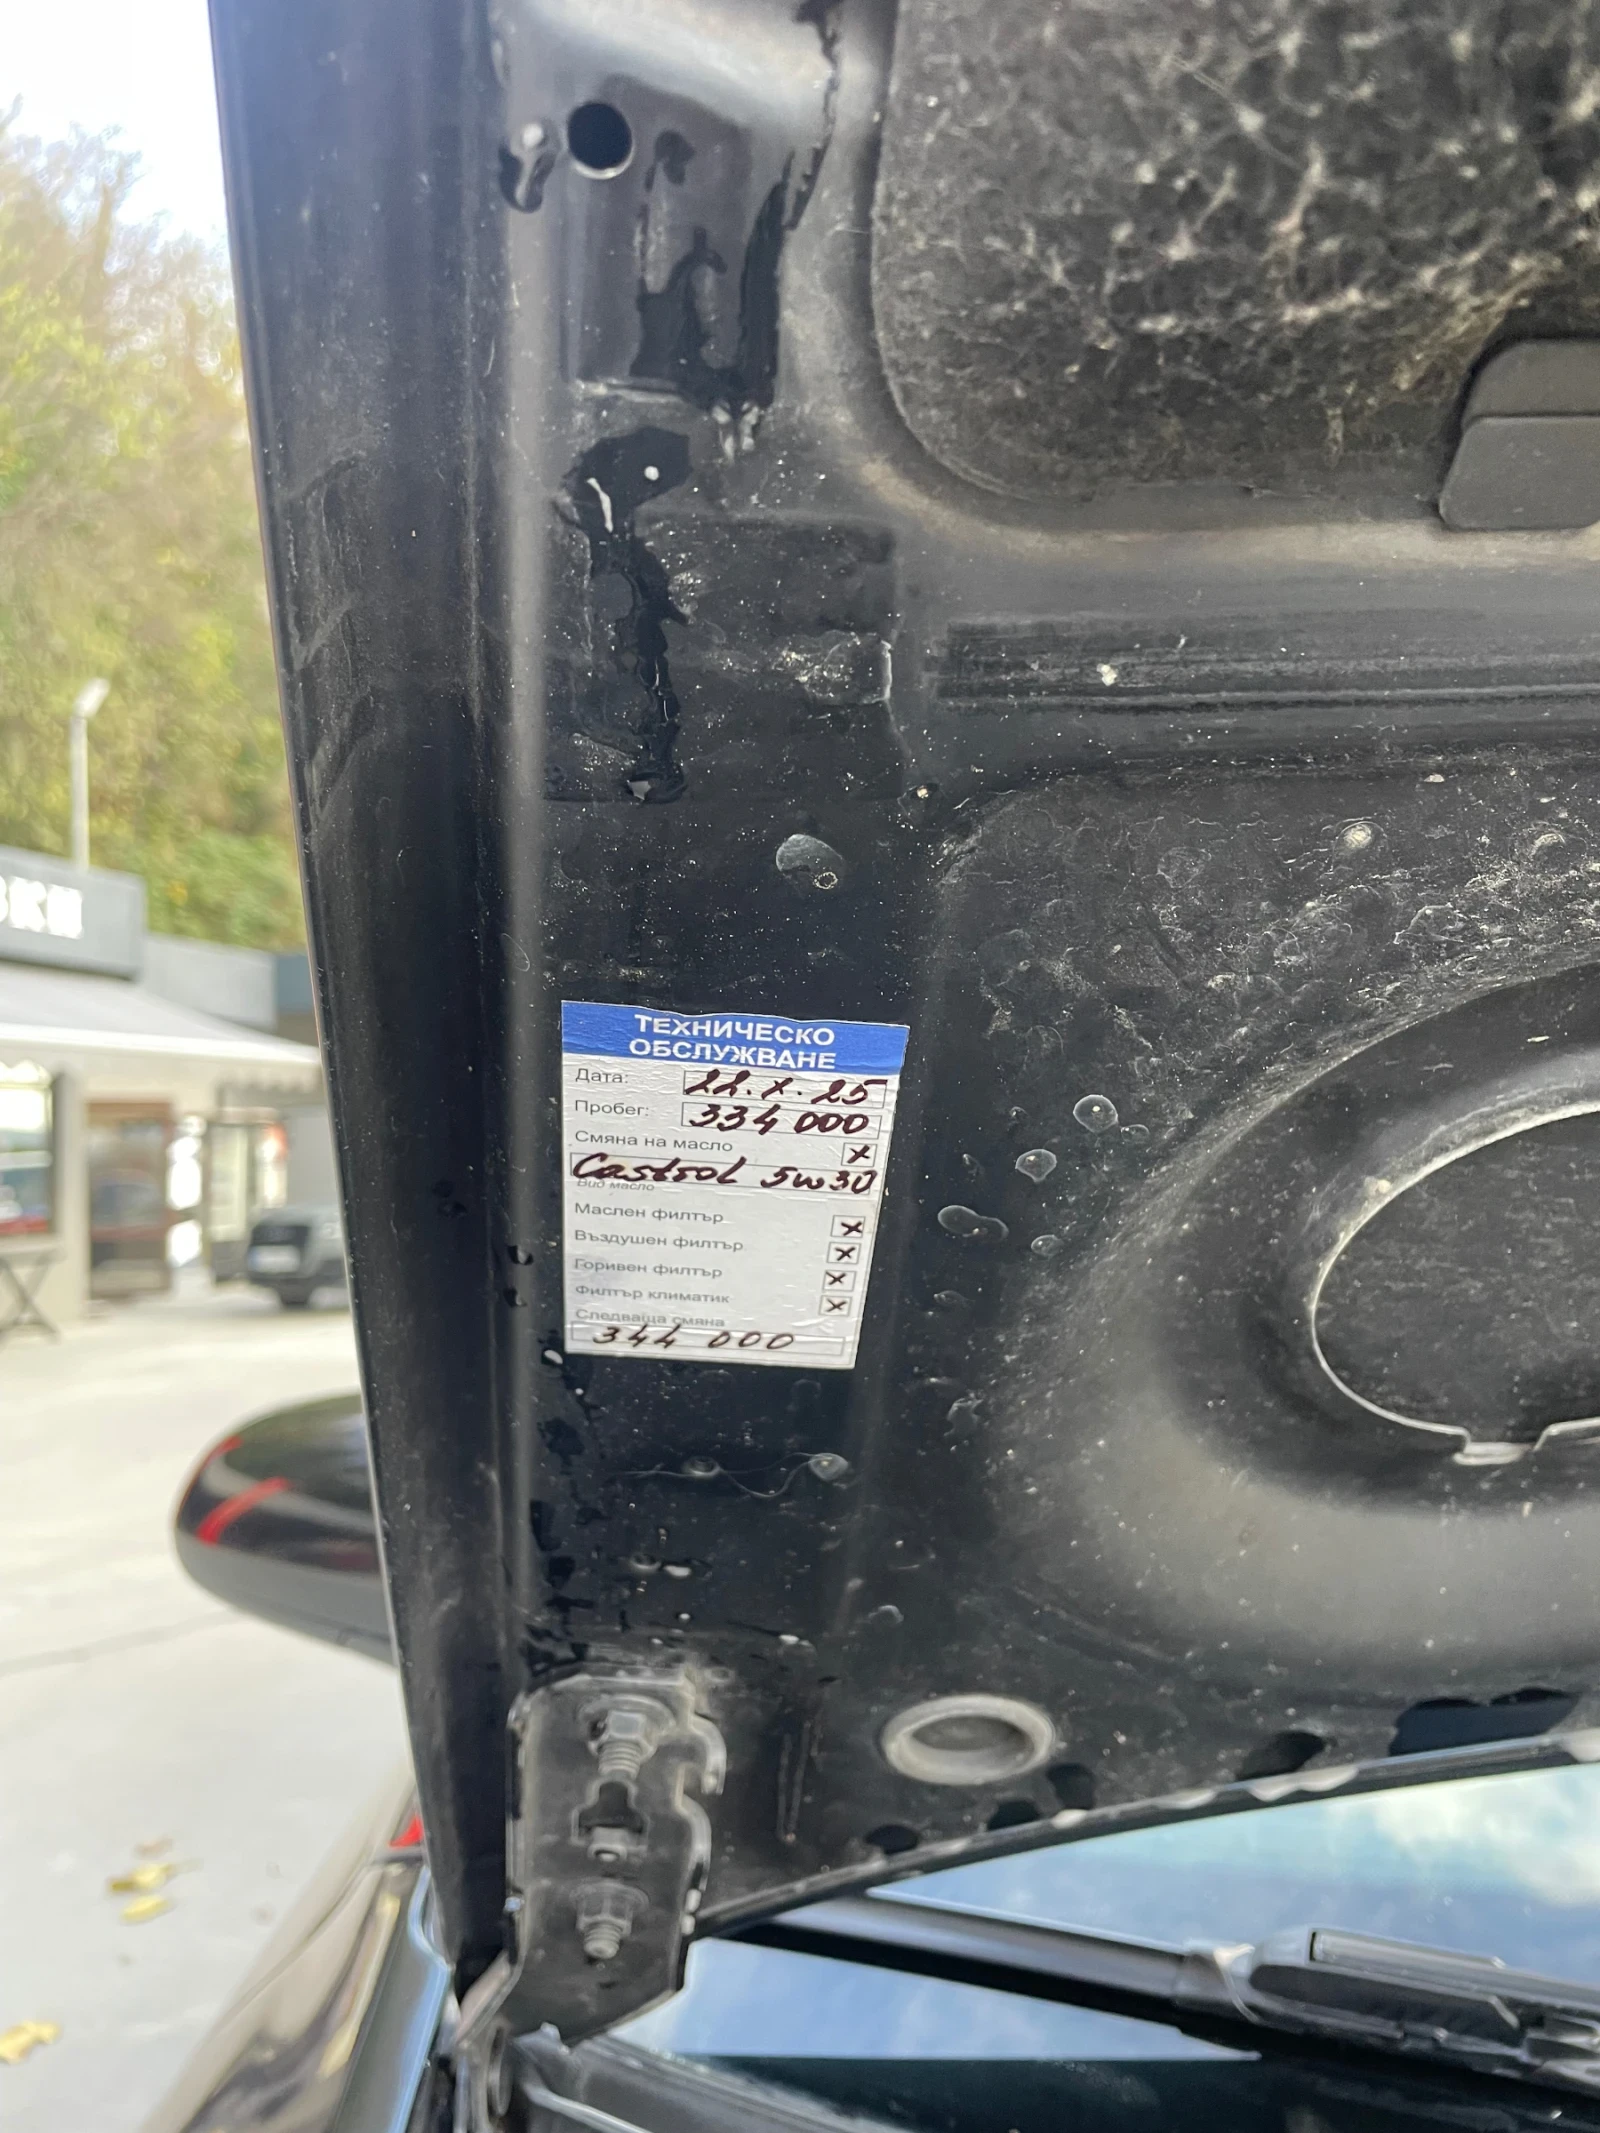 ТЕХНИЧЕСКО
ОБСЛУЖВАНЕ
Дата: 22.X.25
Пробег: 334 000
Смяна на масло x
Castrol 5w30
Вид масло
Маслен филтър x
Въздушен филтър x
Горивен филтър x
Филтър климатик x
Следваща смяна
344 000